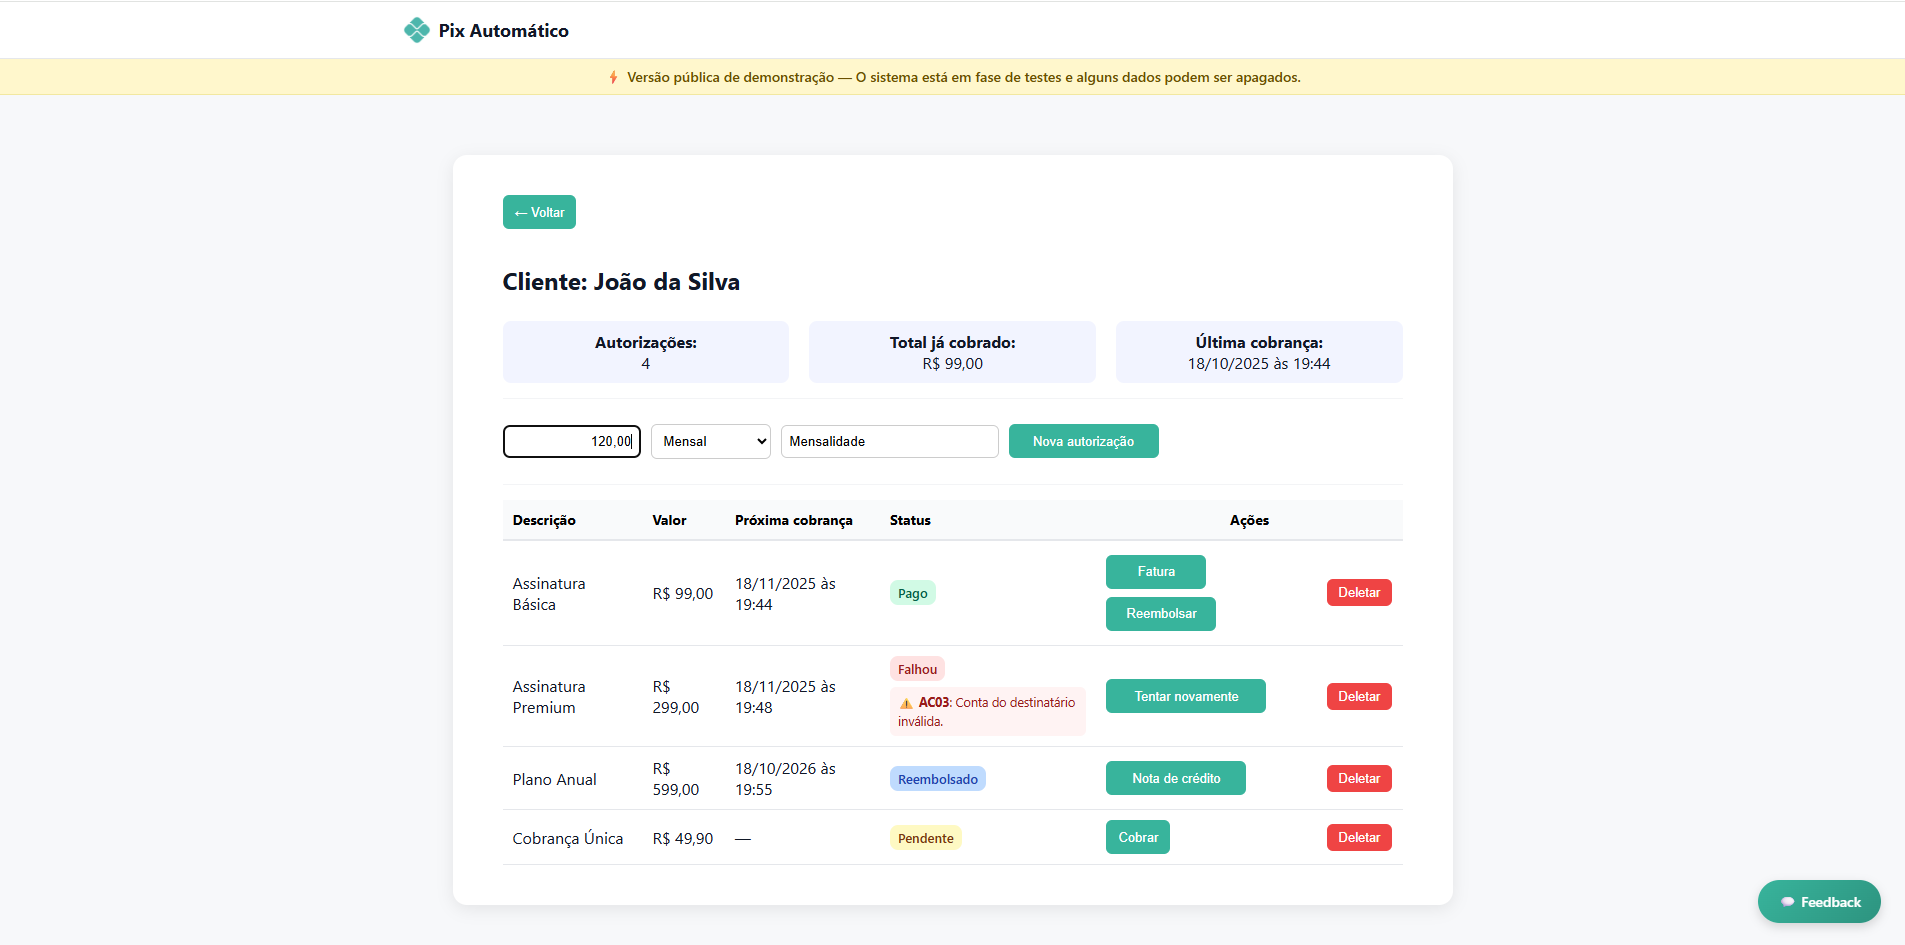 Pix Automático
⚡ Versão pública de demonstração — O sistema está em fase de testes e alguns dados podem ser apagados.
← Voltar
Cliente: João da Silva
Autorizações:
4
Total já cobrado:
R$ 99,00
Última cobrança:
18/10/2025 às 19:44
120,00 Mensal Mensalidade Nova autorização
Descrição Valor Próxima cobrança Status Ações
Assinatura Básica R$ 99,00 18/11/2025 às 19:44 Pago Fatura Reembolsar Deletar
Assinatura Premium R$ 299,00 18/11/2025 às 19:48 Falhou ⚠ AC03: Conta do destinatário inválida. Tentar novamente Deletar
Plano Anual R$ 599,00 18/10/2026 às 19:55 Reembolsado Nota de crédito Deletar
Cobrança Única R$ 49,90 — Pendente Cobrar Deletar
Feedback